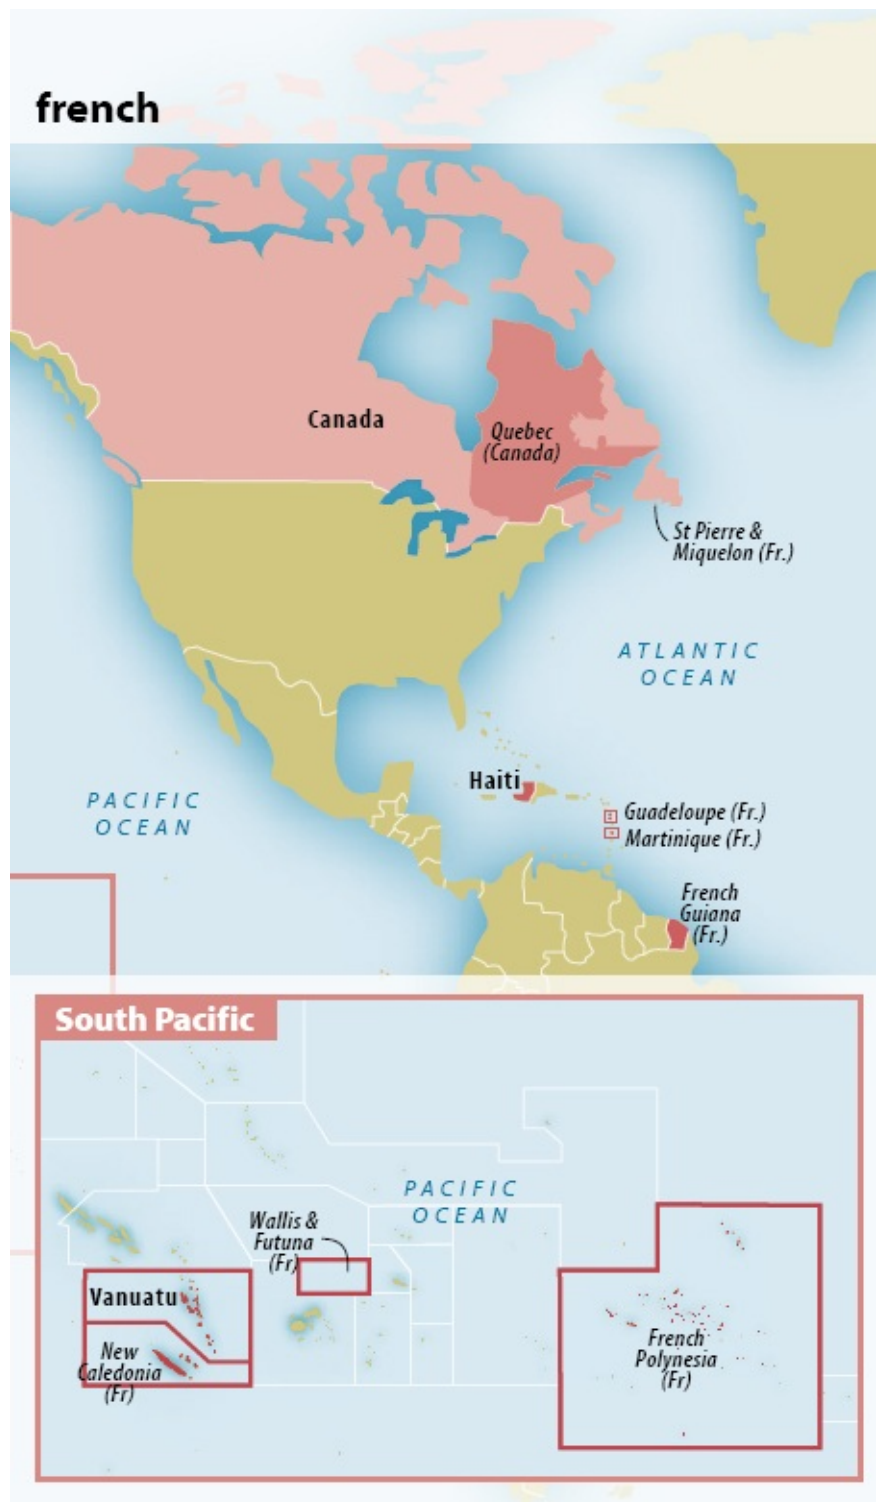 french
Canada
Quebec
(Canada)
St Pierre &
Miquelon (Fr.)
ATLANTIC
OCEAN
Haiti
PACIFIC
OCEAN
Guadeloupe (Fr.)
Martinique (Fr.)
French
Guiana
(Fr.)
South Pacific
PACIFIC
OCEAN
Wallis &
Futuna
(Fr)
Vanuatu
New
Caledonia
(Fr)
French
Polynesia
(Fr)